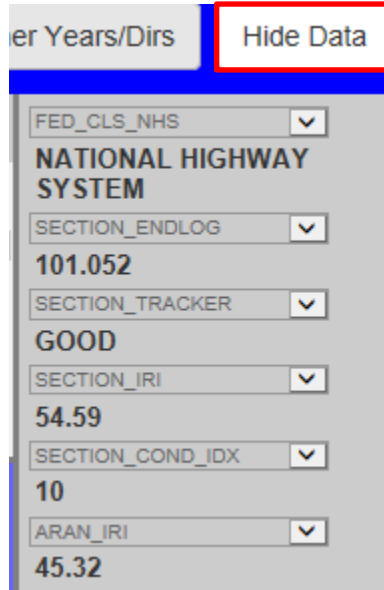 er Years/Dirs Hide Data
FED_CLS_NHS
NATIONAL HIGHWAY
SYSTEM
SECTION_ENDLOG
101.052
SECTION_TRACKER
GOOD
SECTION_IRI
54.59
SECTION_COND_IDX
10
ARAN_IRI
45.32